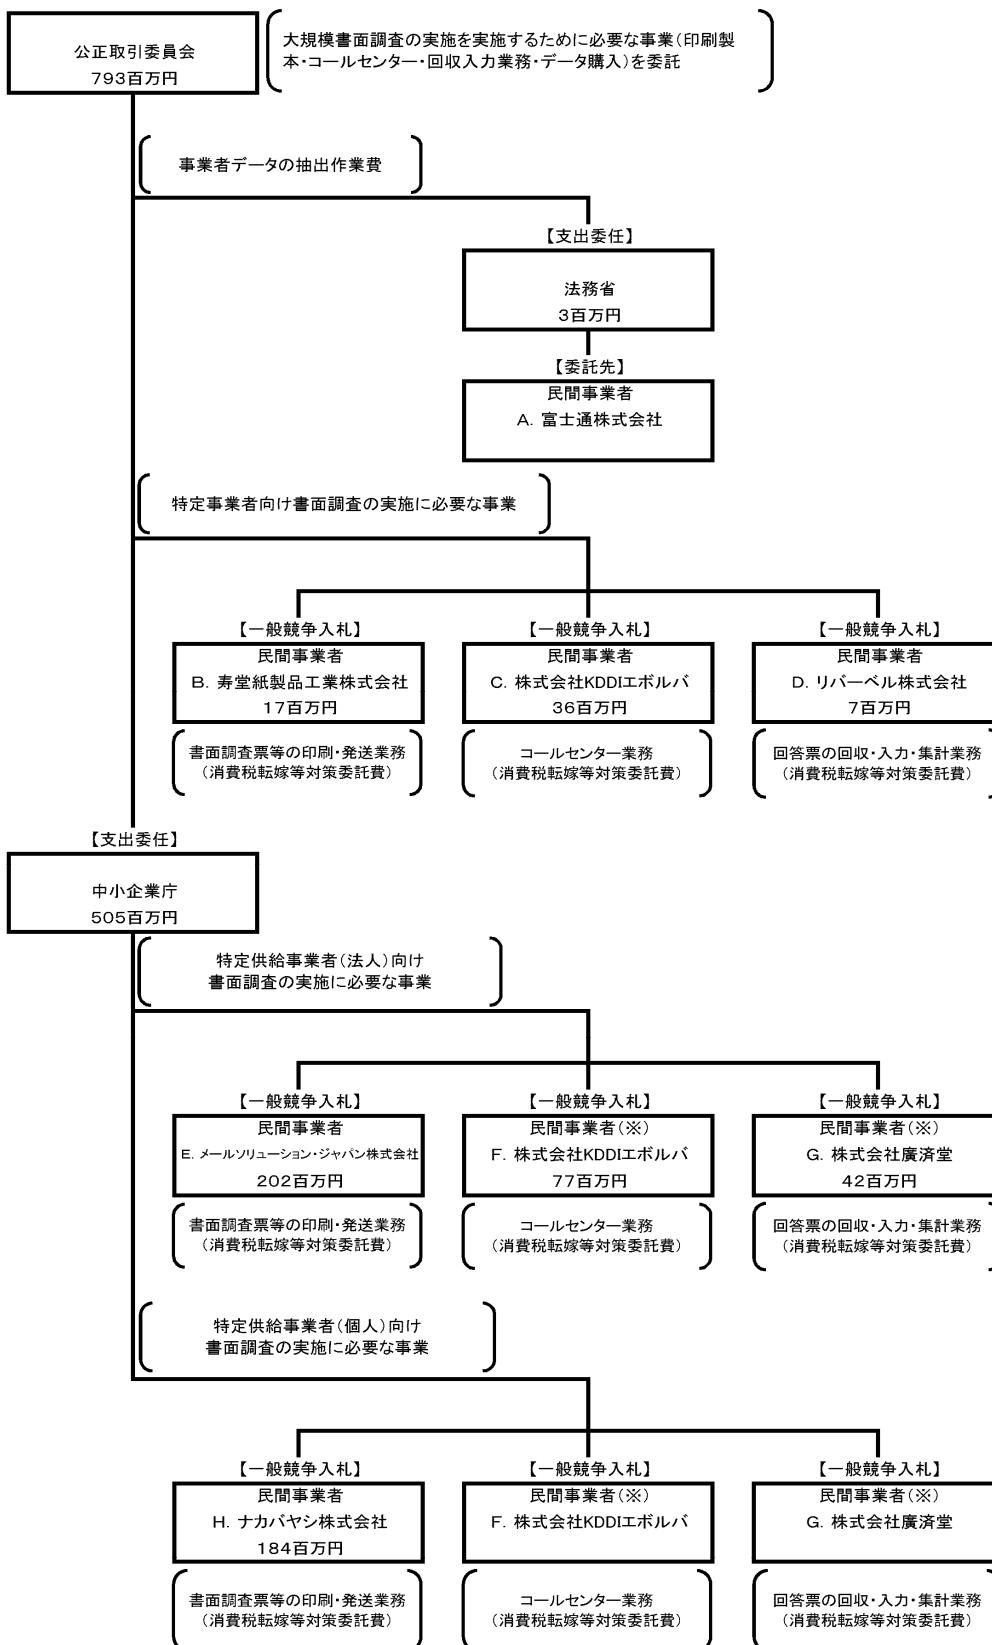 公正取引委員会
793百万円
大規模書面調査の実施を実施するために必要な事業(印刷製
本・コールセンター・回収入力業務・データ購入)を委託
事業者データの抽出作業費
【支出委任】
法務省
3百万円
【委託先】
民間事業者
A. 富士通株式会社
特定事業者向け書面調査の実施に必要な事業
【一般競争入札】
民間事業者
B. 寿堂紙製品工業株式会社
17百万円
書面調査票等の印刷・発送業務
(消費税転嫁等対策委託費)
【一般競争入札】
民間事業者
C. 株式会社KDDIエボルバ
36百万円
コールセンター業務
(消費税転嫁等対策委託費)
【一般競争入札】
民間事業者
D. リバーベル株式会社
7百万円
回答票の回収・入力・集計業務
(消費税転嫁等対策委託費)
【支出委任】
中小企業庁
505百万円
特定供給事業者(法人)向け
書面調査の実施に必要な事業
【一般競争入札】
民間事業者
E. メールソリューション・ジャパン株式会社
202百万円
書面調査票等の印刷・発送業務
(消費税転嫁等対策委託費)
【一般競争入札】
民間事業者(※)
F. 株式会社KDDIエボルバ
77百万円
コールセンター業務
(消費税転嫁等対策委託費)
【一般競争入札】
民間事業者(※)
G. 株式会社廣済堂
42百万円
回答票の回収・入力・集計業務
(消費税転嫁等対策委託費)
特定供給事業者(個人)向け
書面調査の実施に必要な事業
【一般競争入札】
民間事業者
H. ナカバヤシ株式会社
184百万円
書面調査票等の印刷・発送業務
(消費税転嫁等対策委託費)
【一般競争入札】
民間事業者(※)
F. 株式会社KDDIエボルバ
コールセンター業務
(消費税転嫁等対策委託費)
【一般競争入札】
民間事業者(※)
G. 株式会社廣済堂
回答票の回収・入力・集計業務
(消費税転嫁等対策委託費)